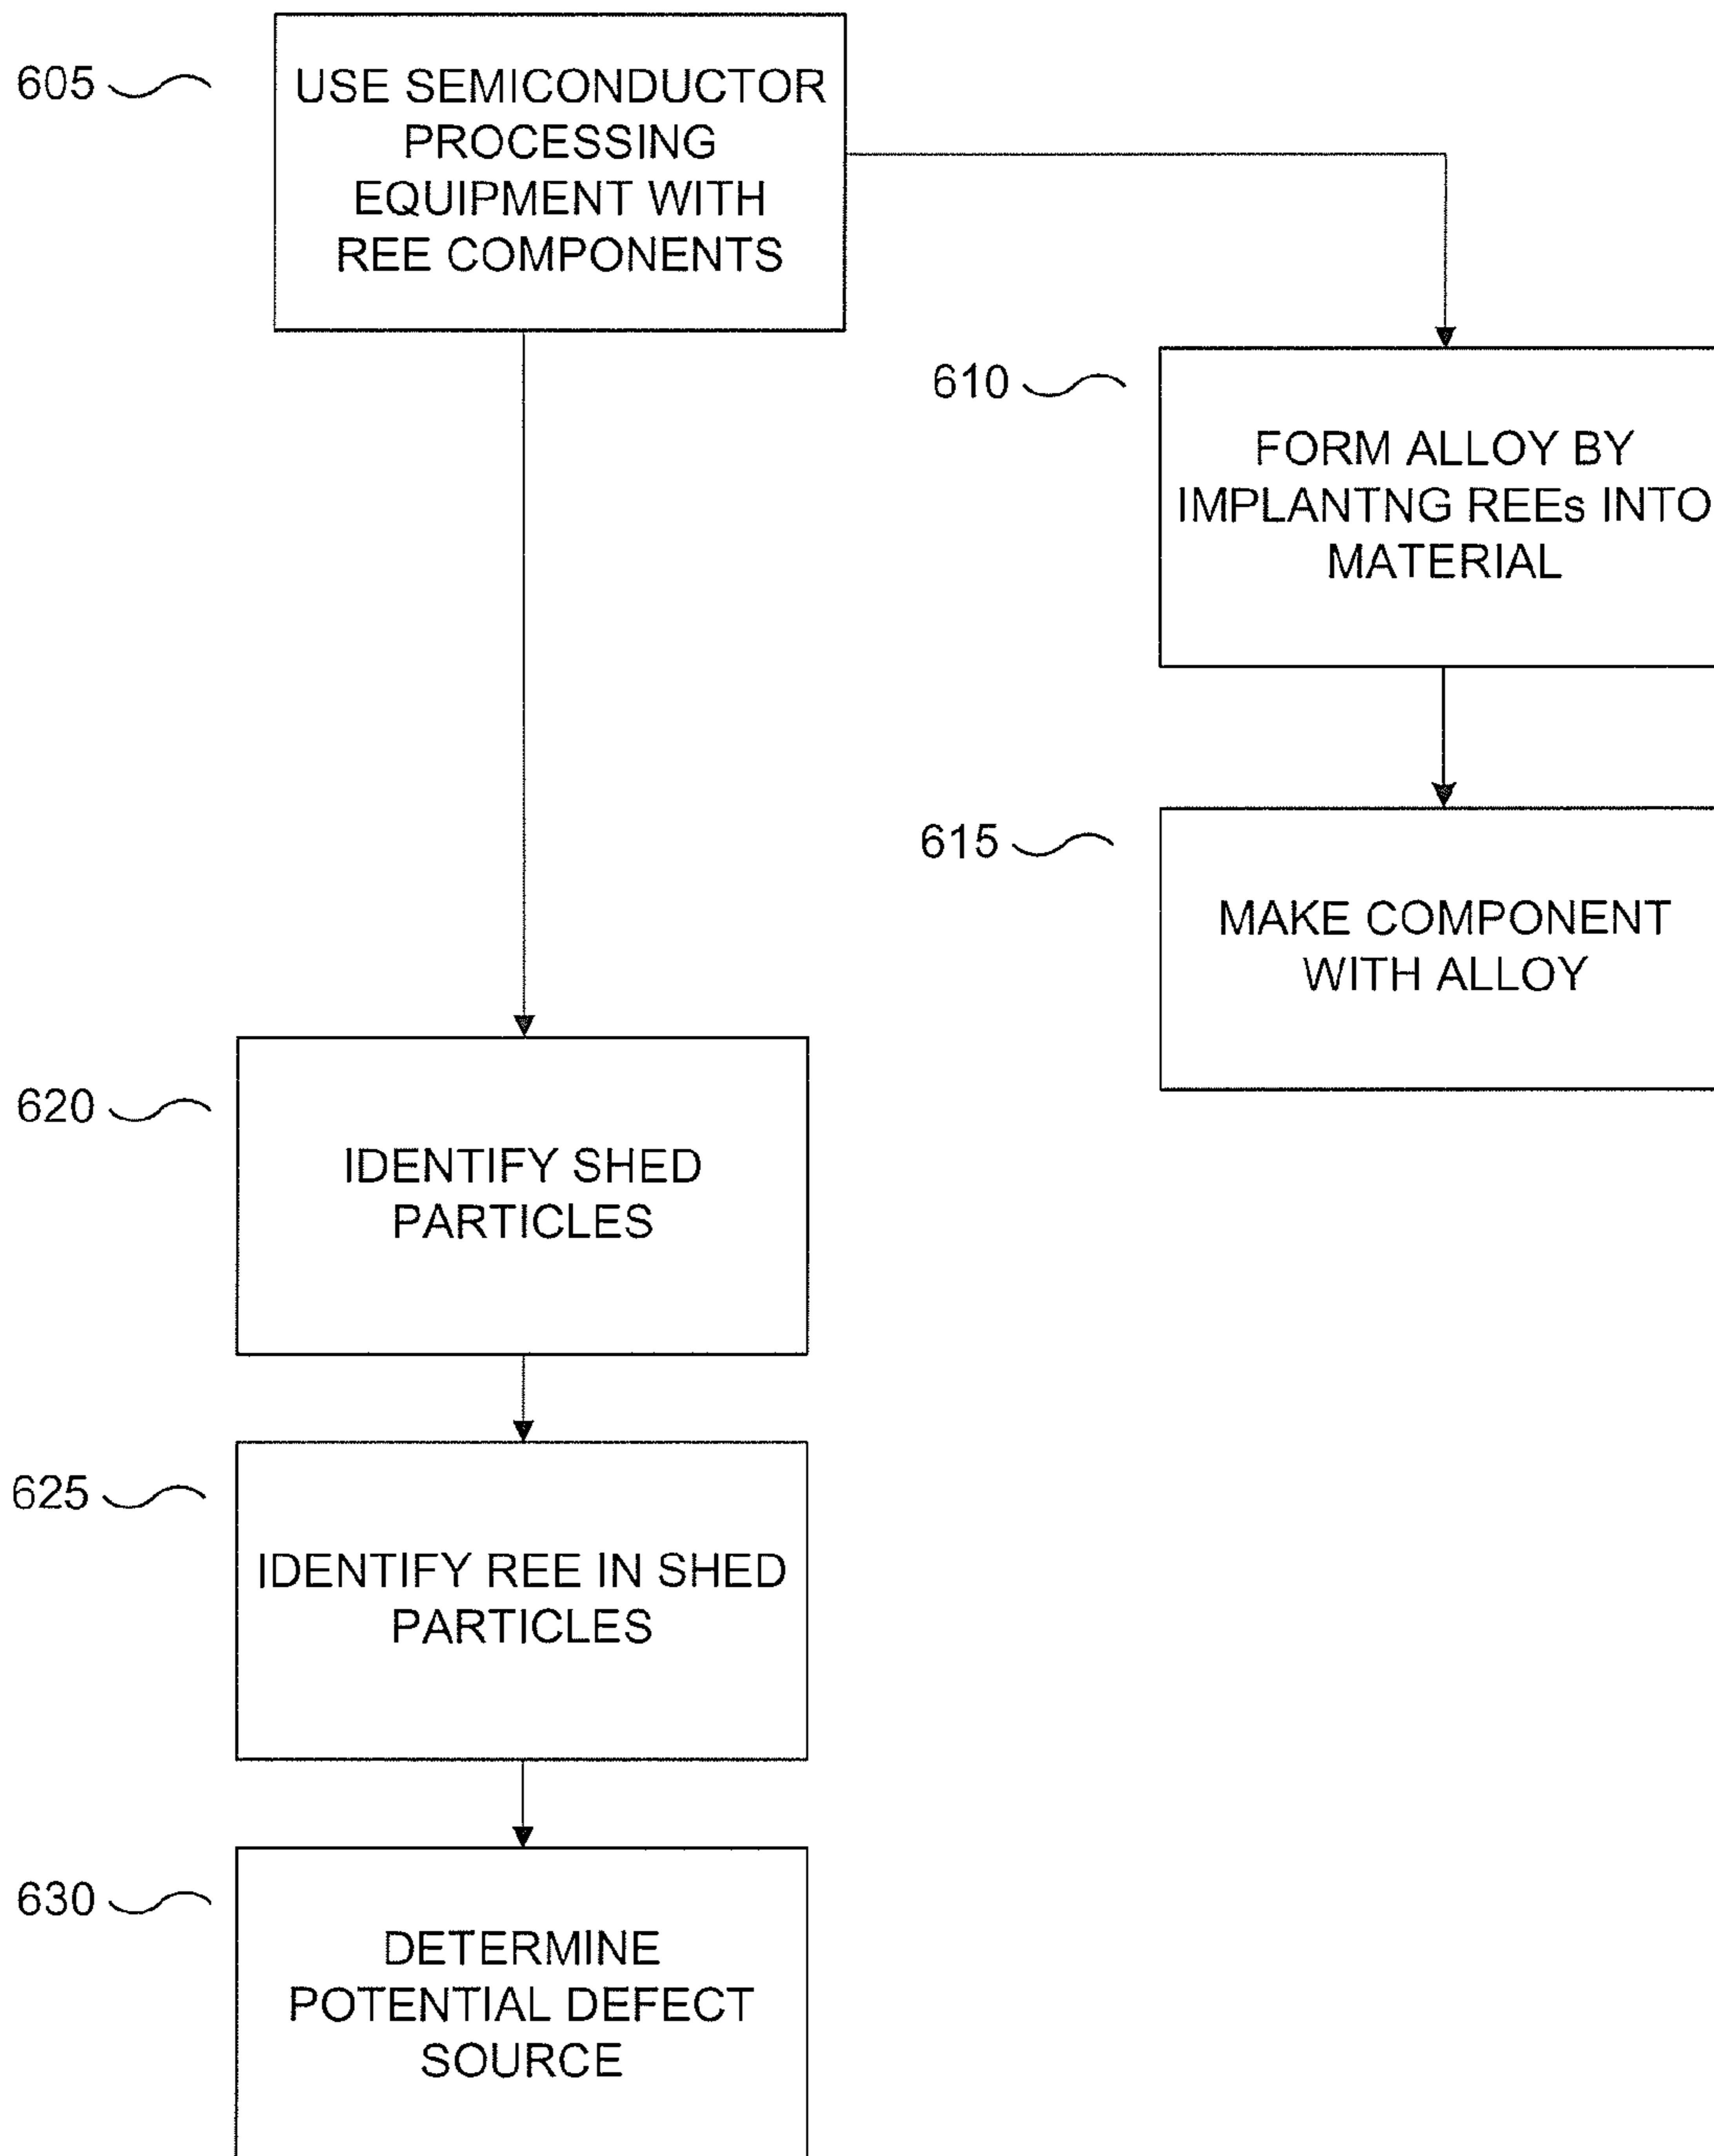 605
USE SEMICONDUCTOR
PROCESSING
EQUIPMENT WITH
REE COMPONENTS
610
FORM ALLOY BY
IMPLANTNG REEs INTO
MATERIAL
615
MAKE COMPONENT
WITH ALLOY
620
IDENTIFY SHED
PARTICLES
625
IDENTIFY REE IN SHED
PARTICLES
630
DETERMINE
POTENTIAL DEFECT
SOURCE